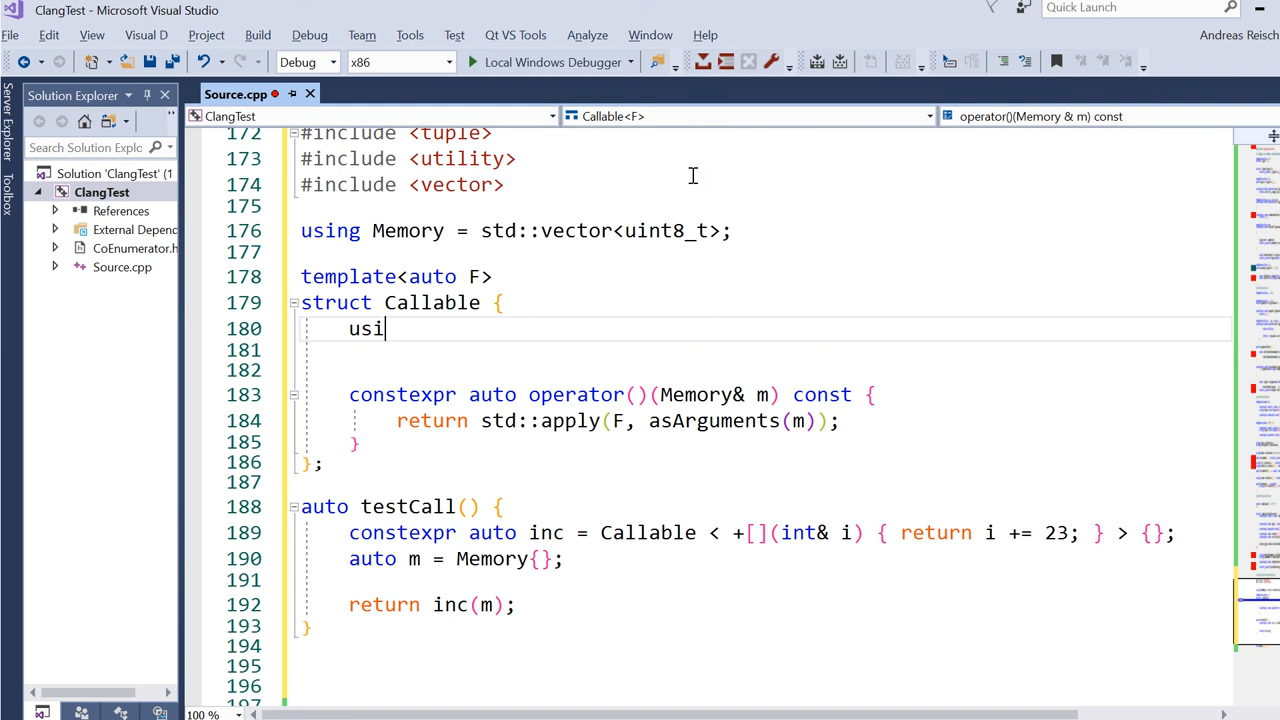 ClangTest - Microsoft Visual Studio
Quick Launch
File Edit View Visual D Project Build Debug Team Tools Test Qt VS Tools Analyze Window Help
Andreas Reisch
Debug x86 Local Windows Debugger
Server Explorer
Toolbox
Solution Explorer
Search Solution Explo
Solution 'ClangTest' (1
ClangTest
References
External Depend
CoEnumerator.h
Source.cpp
Source.cpp
ClangTest Callable<F> operator()(Memory & m) const
172 #include <tuple>
173 #include <utility>
174 #include <vector>
175
176 using Memory = std::vector<uint8_t>;
177
178 template<auto F>
179 struct Callable {
180 usi
181
182
183 constexpr auto operator()(Memory& m) const {
184 return std::apply(F, asArguments(m));
185 }
186 };
187
188 auto testCall() {
189 constexpr auto inc = Callable < +[](int& i) { return i += 23; } > {};
190 auto m = Memory{};
191
192 return inc(m);
193 }
194
195
196
197
100 %